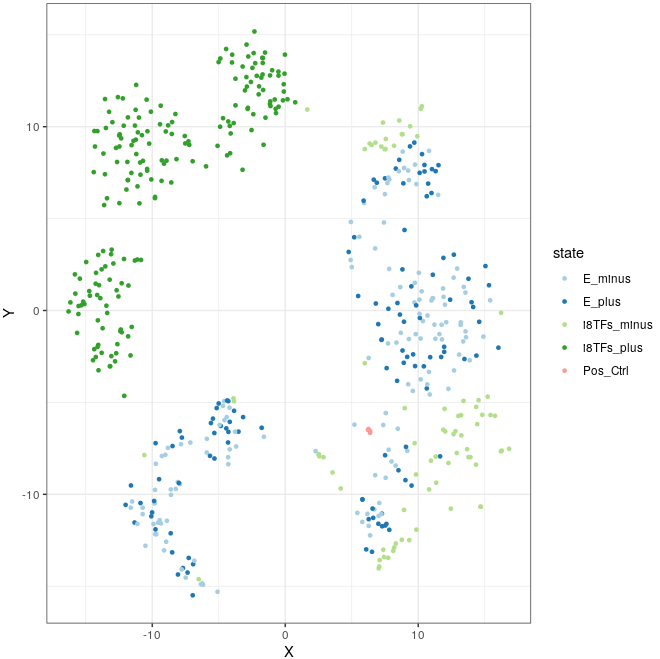 10
0
-10
Y
-10
0
10
X
state
E_minus
E_plus
I8TFs_minus
I8TFs_plus
Pos_Ctrl